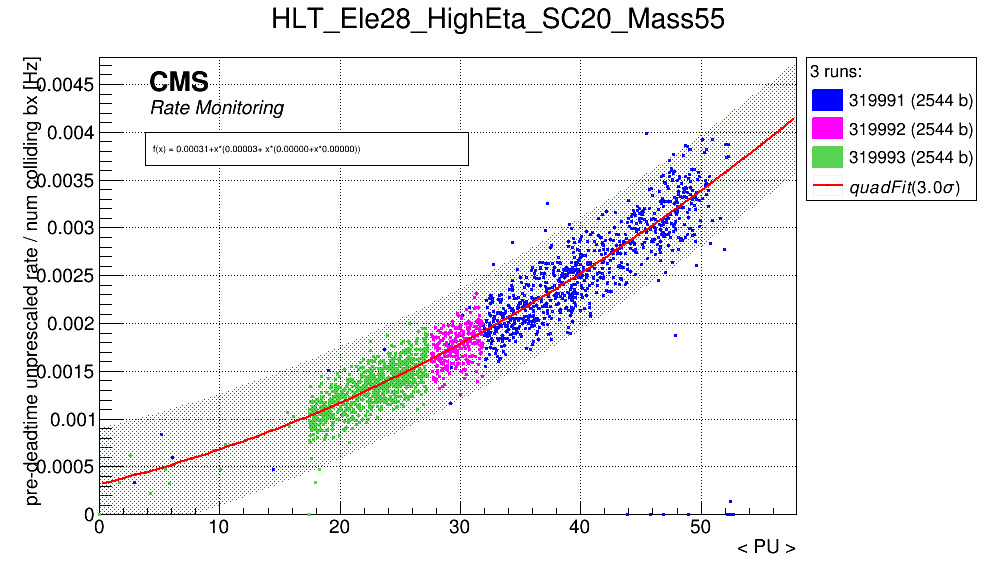 HLT_Ele28_HighEta_SC20_Mass55
pre-deadtime unprescaled rate / num colliding bx [Hz]
CMS
Rate Monitoring
f(x) = 0.00031+x*(0.00003+ x*(0.00000+x*0.00000))
0.0045
0.004
0.0035
0.003
0.0025
0.002
0.0015
0.001
0.0005
0
0 10 20 30 40 50
< PU >
3 runs:
319991 (2544 b)
319992 (2544 b)
319993 (2544 b)
quadFit(3.0σ)